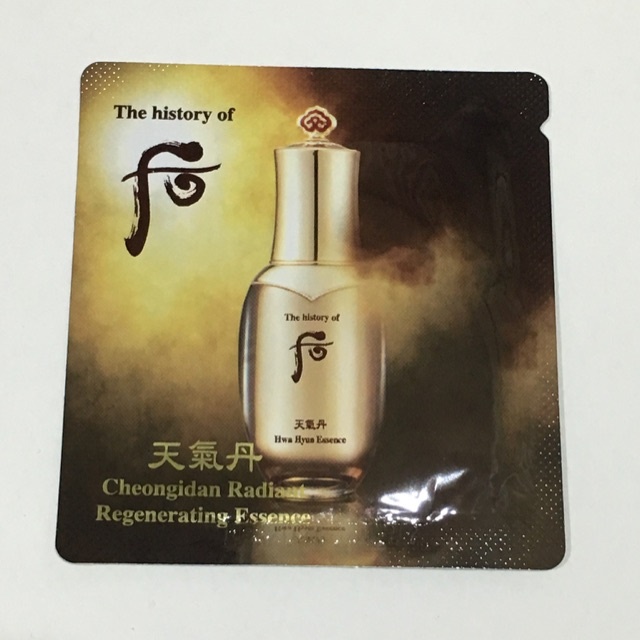 The history of
后
The history of
后
天氣丹
Hwa Hyun Essence
天氣丹
Cheongidan Radiant
Regenerating Essence